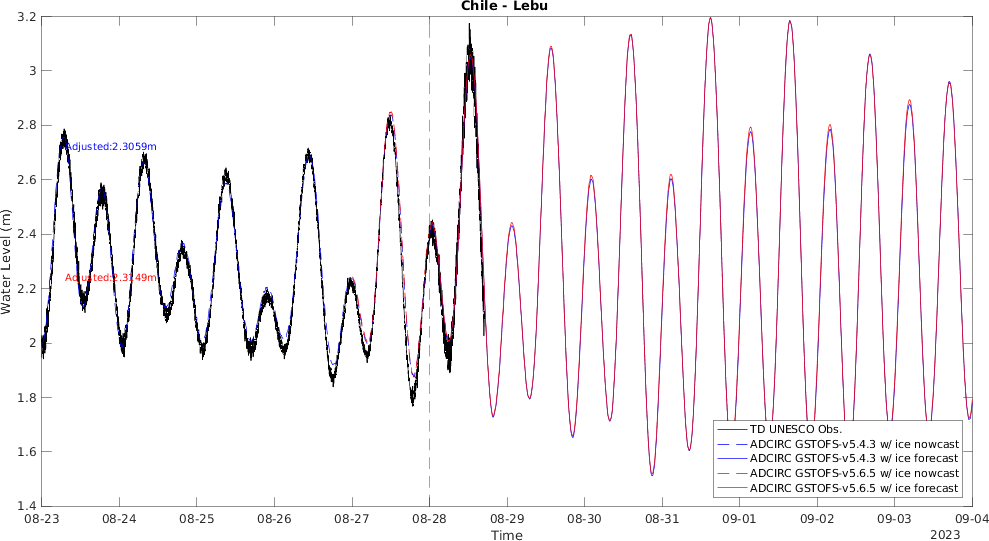 Chile - Lebu
3.2
3
2.8
2.6
2.4
2.2
2
1.8
1.6
1.4
Water Level (m)
Adjusted:2.3059m
Adjusted:2.3149m
TD UNESCO Obs.
ADCIRC GSTOFS-v5.4.3 w/ ice nowcast
ADCIRC GSTOFS-v5.4.3 w/ ice forecast
ADCIRC GSTOFS-v5.6.5 w/ ice nowcast
ADCIRC GSTOFS-v5.6.5 w/ ice forecast
08-23 08-24 08-25 08-26 08-27 08-28 08-29 08-30 08-31 09-01 09-02 09-03 09-04
Time
2023